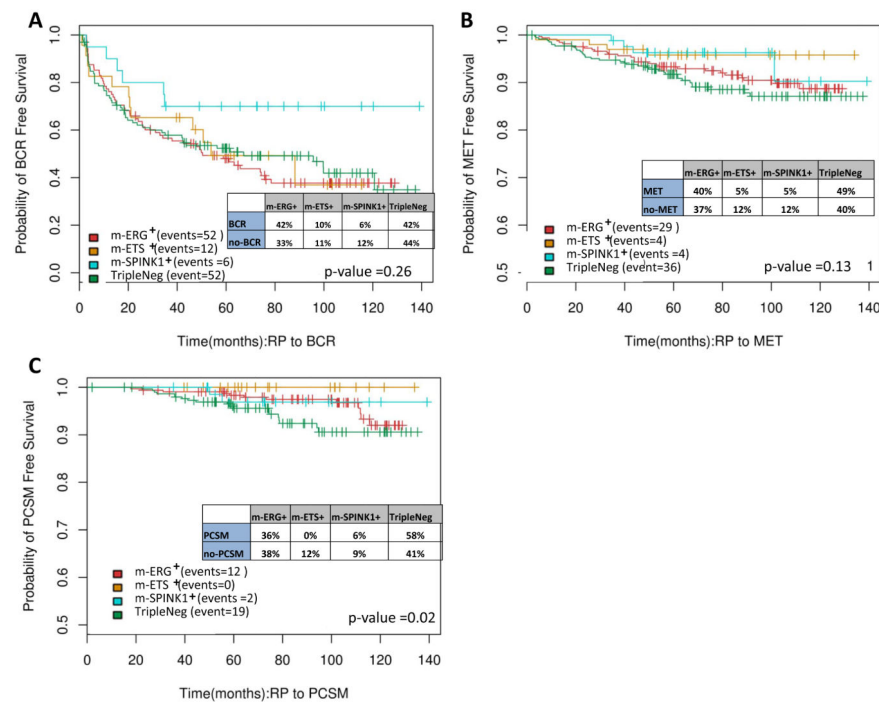 A
Probability of BCR Free Survival
1.0
0.8
0.6
0.4
0.2
0.0
m-ERG+ m-ETS+ m-SPINK1+ TripleNeg
BCR 42% 10% 6% 42%
no-BCR 33% 11% 12% 44%
m-ERG+(events=52 )
m-ETS +(events=12)
m-SPINK1+(events =6)
TripleNeg (event=52)
p-value =0.26
0 20 40 60 80 100 120 140
Time(months):RP to BCR
B
Probability of MET Free Survival
1.0
0.9
0.8
0.7
0.6
0.5
m-ERG+ m-ETS+ m-SPINK1+ TripleNeg
MET 40% 5% 5% 49%
no-MET 37% 12% 12% 40%
m-ERG+(events=29 )
m-ETS +(events=4)
m-SPINK1+(events =4)
TripleNeg (event=36)
p-value =0.13 1
0 20 40 60 80 100 120 140
Time(months):RP to MET
C
Probability of PCSM Free Survival
1.0
0.9
0.8
0.7
0.6
0.5
m-ERG+ m-ETS+ m-SPINK1+ TripleNeg
PCSM 36% 0% 6% 58%
no-PCSM 38% 12% 9% 41%
m-ERG +(events=12 )
m-ETS +(events=0)
m-SPINK1+(events =2)
TripleNeg (event=19)
p-value =0.02
0 20 40 60 80 100 120 140
Time(months):RP to PCSM